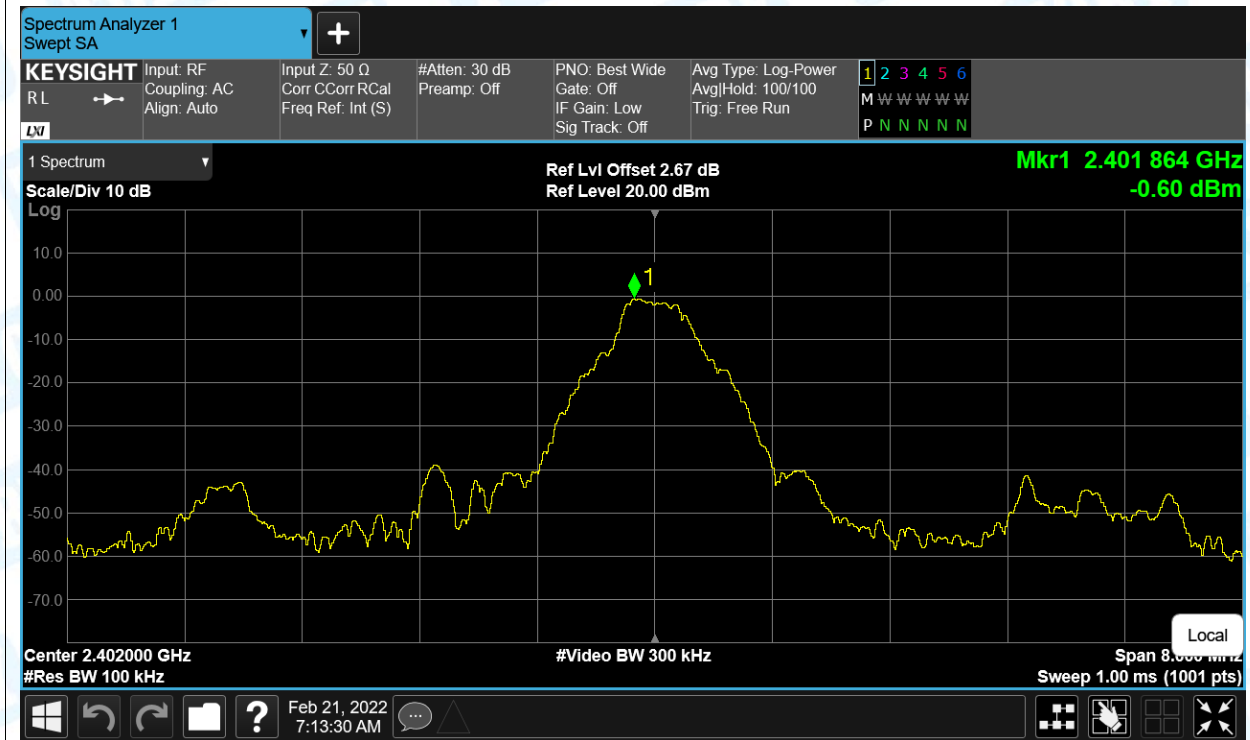 Spectrum Analyzer 1
Swept SA
KEYSIGHT
RL
LXI
Input: RF
Coupling: AC
Align: Auto
Input Z: 50 Ω
Corr CCorr RCal
Freq Ref: Int (S)
#Atten: 30 dB
Preamp: Off
PNO: Best Wide
Gate: Off
IF Gain: Low
Sig Track: Off
Avg Type: Log-Power
Avg|Hold: 100/100
Trig: Free Run
1 2 3 4 5 6
M W W W W W
P N N N N N
1 Spectrum
Scale/Div 10 dB
Log
Ref Lvl Offset 2.67 dB
Ref Level 20.00 dBm
Mkr1 2.401 864 GHz
-0.60 dBm
1
10.0
0.00
-10.0
-20.0
-30.0
-40.0
-50.0
-60.0
-70.0
Local
Center 2.402000 GHz
#Res BW 100 kHz
#Video BW 300 kHz
Span 8.000 MHz
Sweep 1.00 ms (1001 pts)
?
Feb 21, 2022
7:13:30 AM